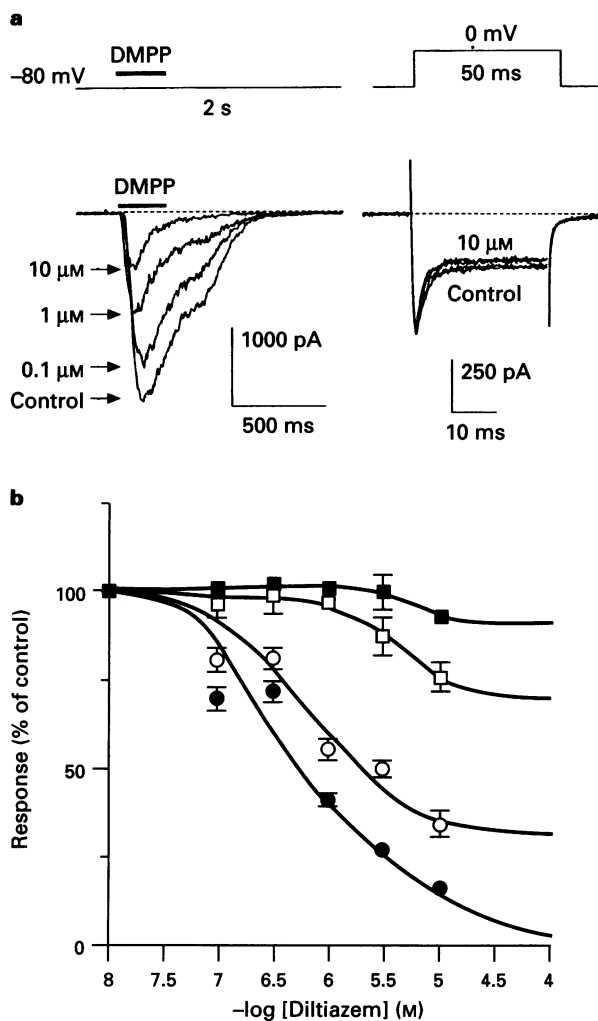 a
DMPP
–80 mV
2 s
0 mV
50 ms
DMPP
10 μM
1 μM
0.1 μM
Control
1000 pA
500 ms
10 μM
Control
250 pA
10 ms
b
Response (% of control)
100
50
0
8 7.5 7 6.5 6 5.5 5 4.5 4
–log [Diltiazem] (M)